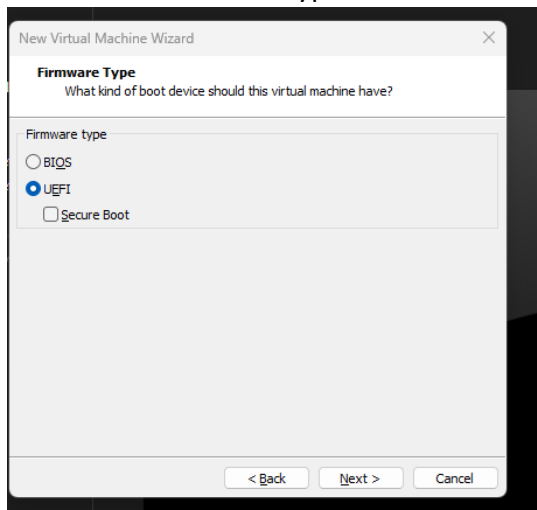 New Virtual Machine Wizard
Firmware Type
What kind of boot device should this virtual machine have?
Firmware type
BIOS
UEFI
Secure Boot
< Back
Next >
Cancel